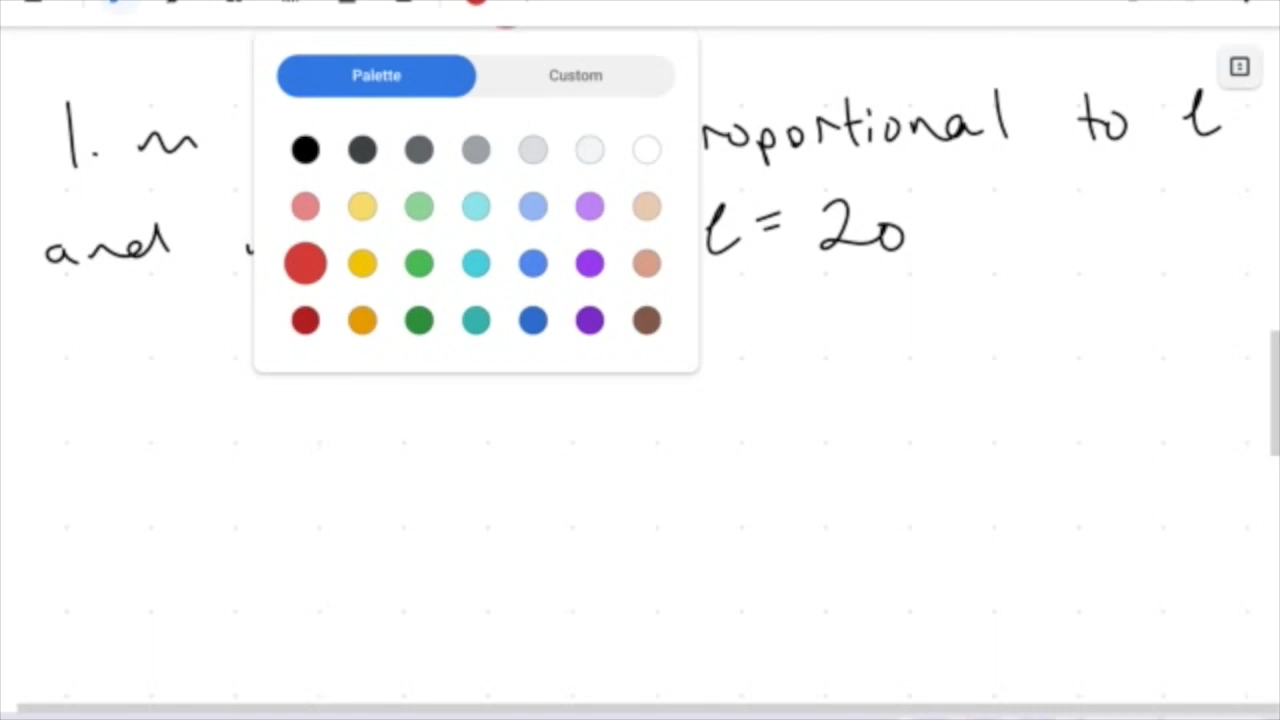 Palette Custom
1. m roportional to l
and l = 20